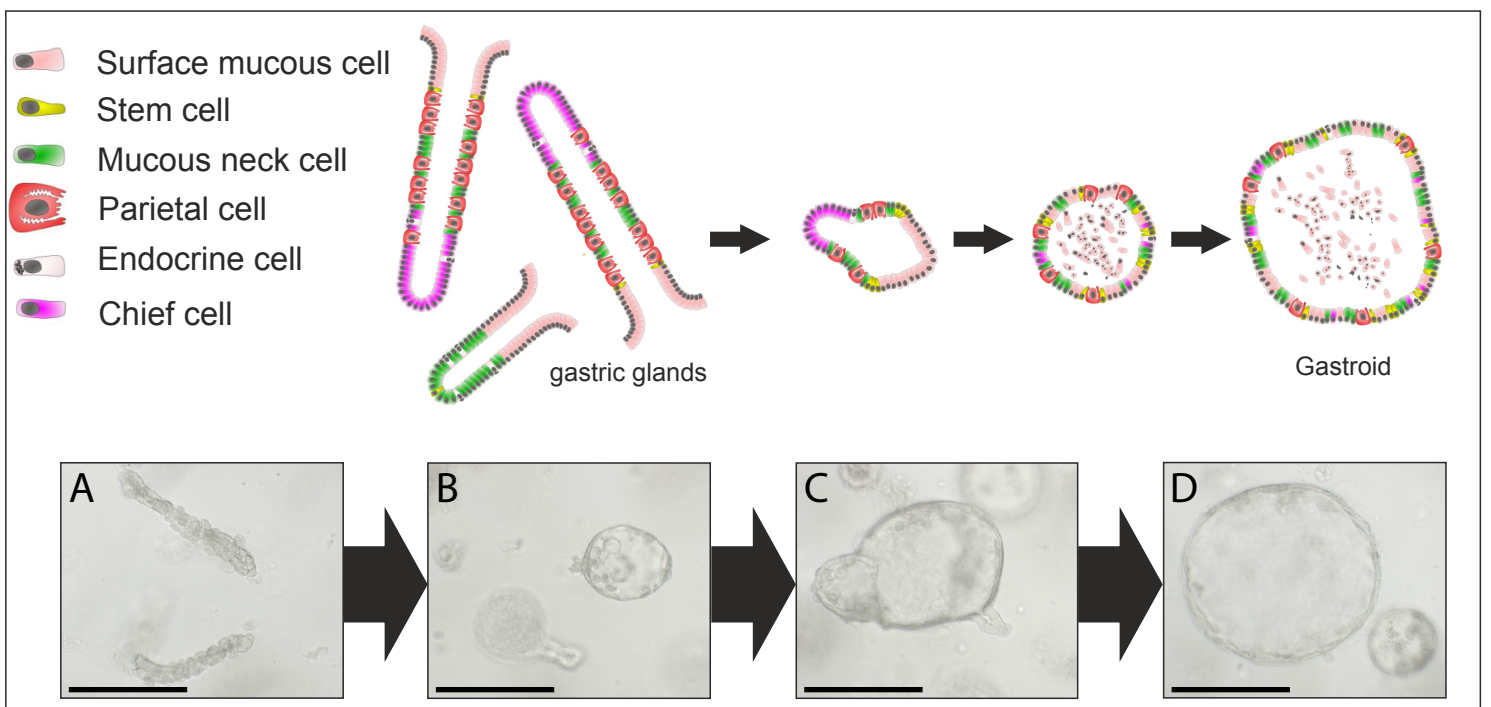 Surface mucous cell
Stem cell
Mucous neck cell
Parietal cell
Endocrine cell
Chief cell
gastric glands
Gastroid
A
B
C
D